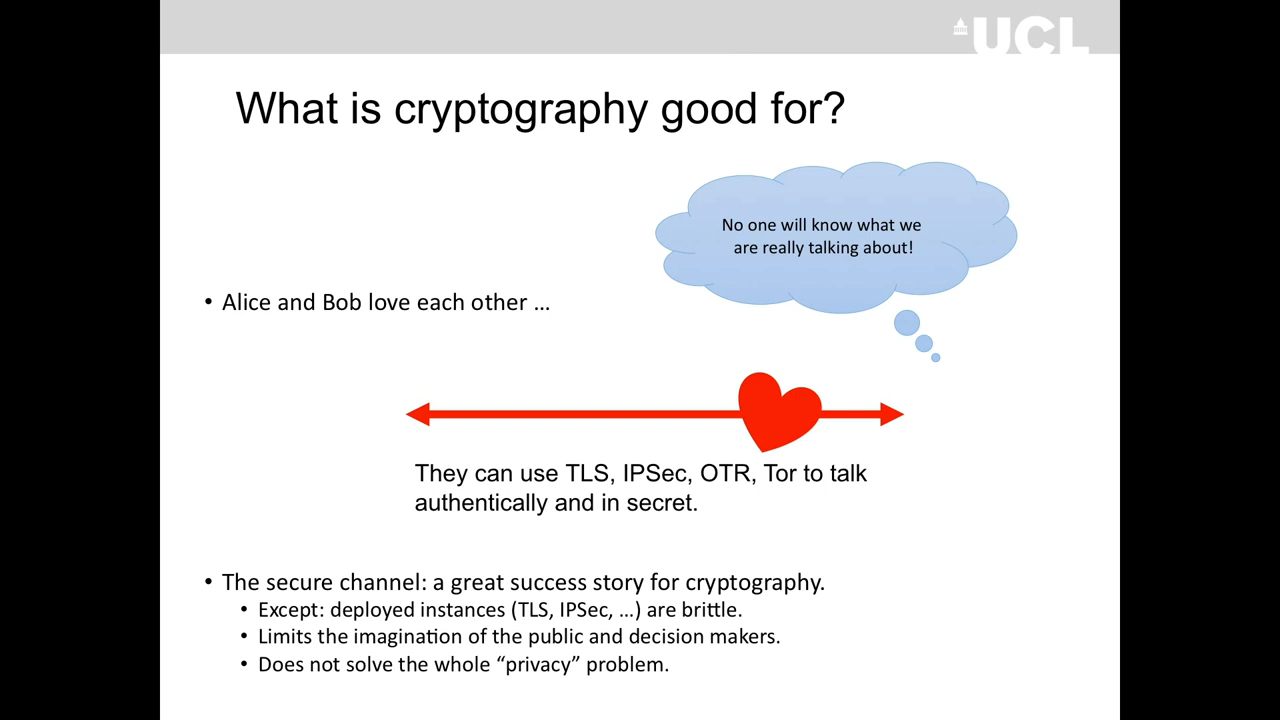 UCL
What is cryptography good for?
No one will know what we
are really talking about!
• Alice and Bob love each other …
They can use TLS, IPSec, OTR, Tor to talk
authentically and in secret.
• The secure channel: a great success story for cryptography.
• Except: deployed instances (TLS, IPSec, …) are brittle.
• Limits the imagination of the public and decision makers.
• Does not solve the whole “privacy” problem.